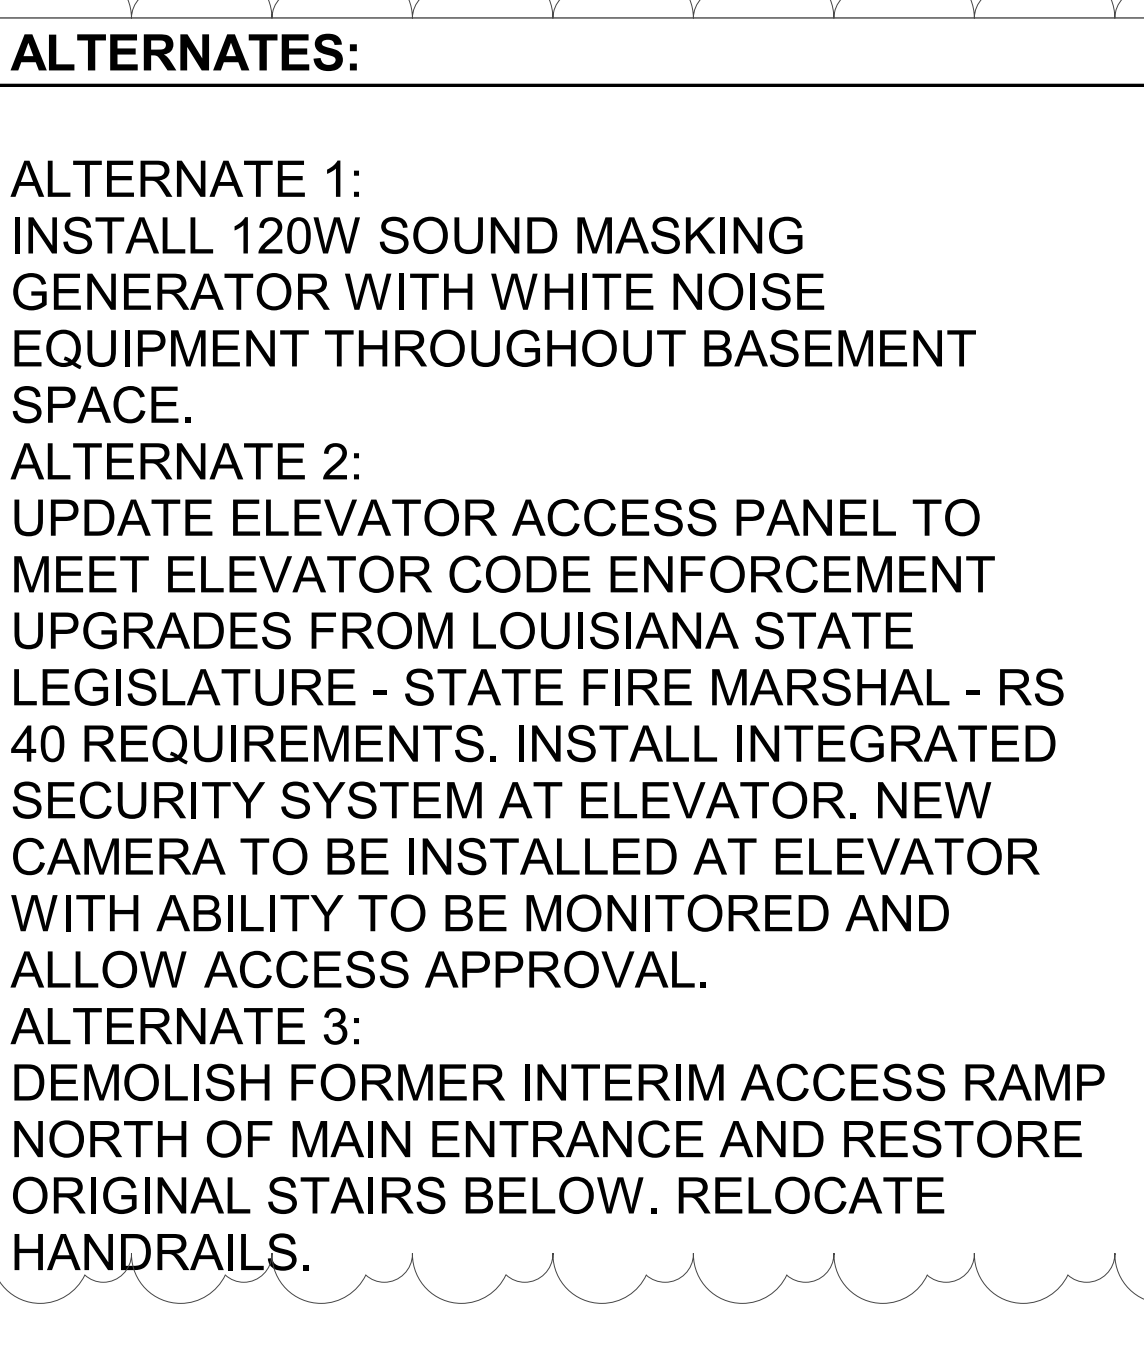 ALTERNATES:
ALTERNATE 1:
INSTALL 120W SOUND MASKING
GENERATOR WITH WHITE NOISE
EQUIPMENT THROUGHOUT BASEMENT
SPACE.
ALTERNATE 2:
UPDATE ELEVATOR ACCESS PANEL TO
MEET ELEVATOR CODE ENFORCEMENT
UPGRADES FROM LOUISIANA STATE
LEGISLATURE - STATE FIRE MARSHAL - RS
40 REQUIREMENTS. INSTALL INTEGRATED
SECURITY SYSTEM AT ELEVATOR. NEW
CAMERA TO BE INSTALLED AT ELEVATOR
WITH ABILITY TO BE MONITORED AND
ALLOW ACCESS APPROVAL.
ALTERNATE 3:
DEMOLISH FORMER INTERIM ACCESS RAMP
NORTH OF MAIN ENTRANCE AND RESTORE
ORIGINAL STAIRS BELOW. RELOCATE
HANDRAILS.